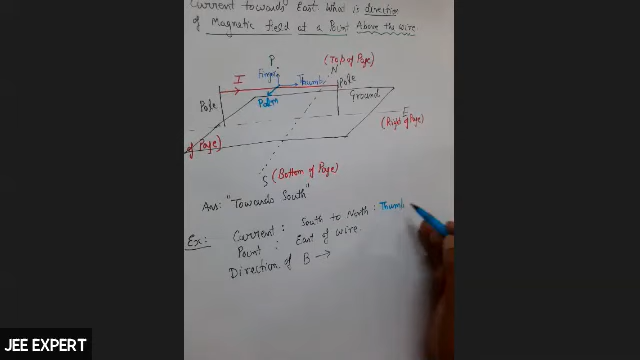 Current towards East. What is direction
of Magnetic field at a Point Above the wire
P
(Top of Page)
N
Finger
Thumb
I
Pole
Palm
Ground
Pole
E
(Right of Page)
of Page)
(Bottom of Page)
S
Ans: "Towards South"
Ex: Current : South to North : Thumb
Point : East of wire.
Direction of B →
JEE EXPERT